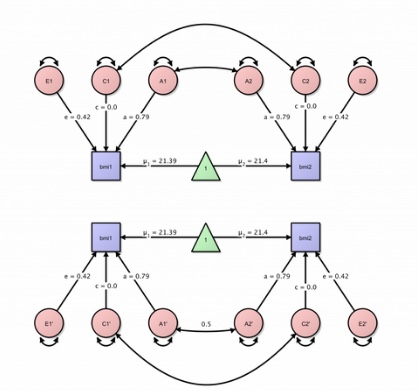 E1 C1 A1 A2 C2 E2
e = 0.42 c = 0.0 a = 0.79 a = 0.79 c = 0.0 e = 0.42
bmi1 μ₁ = 21.39 1 μ₂ = 21.4 bmi2
bmi1 μ₁ = 21.39 1 μ₂ = 21.4 bmi2
e = 0.42 c = 0.0 a = 0.79 a = 0.79 c = 0.0 e = 0.42
E1' C1' A1' 0.5 A2' C2' E2'